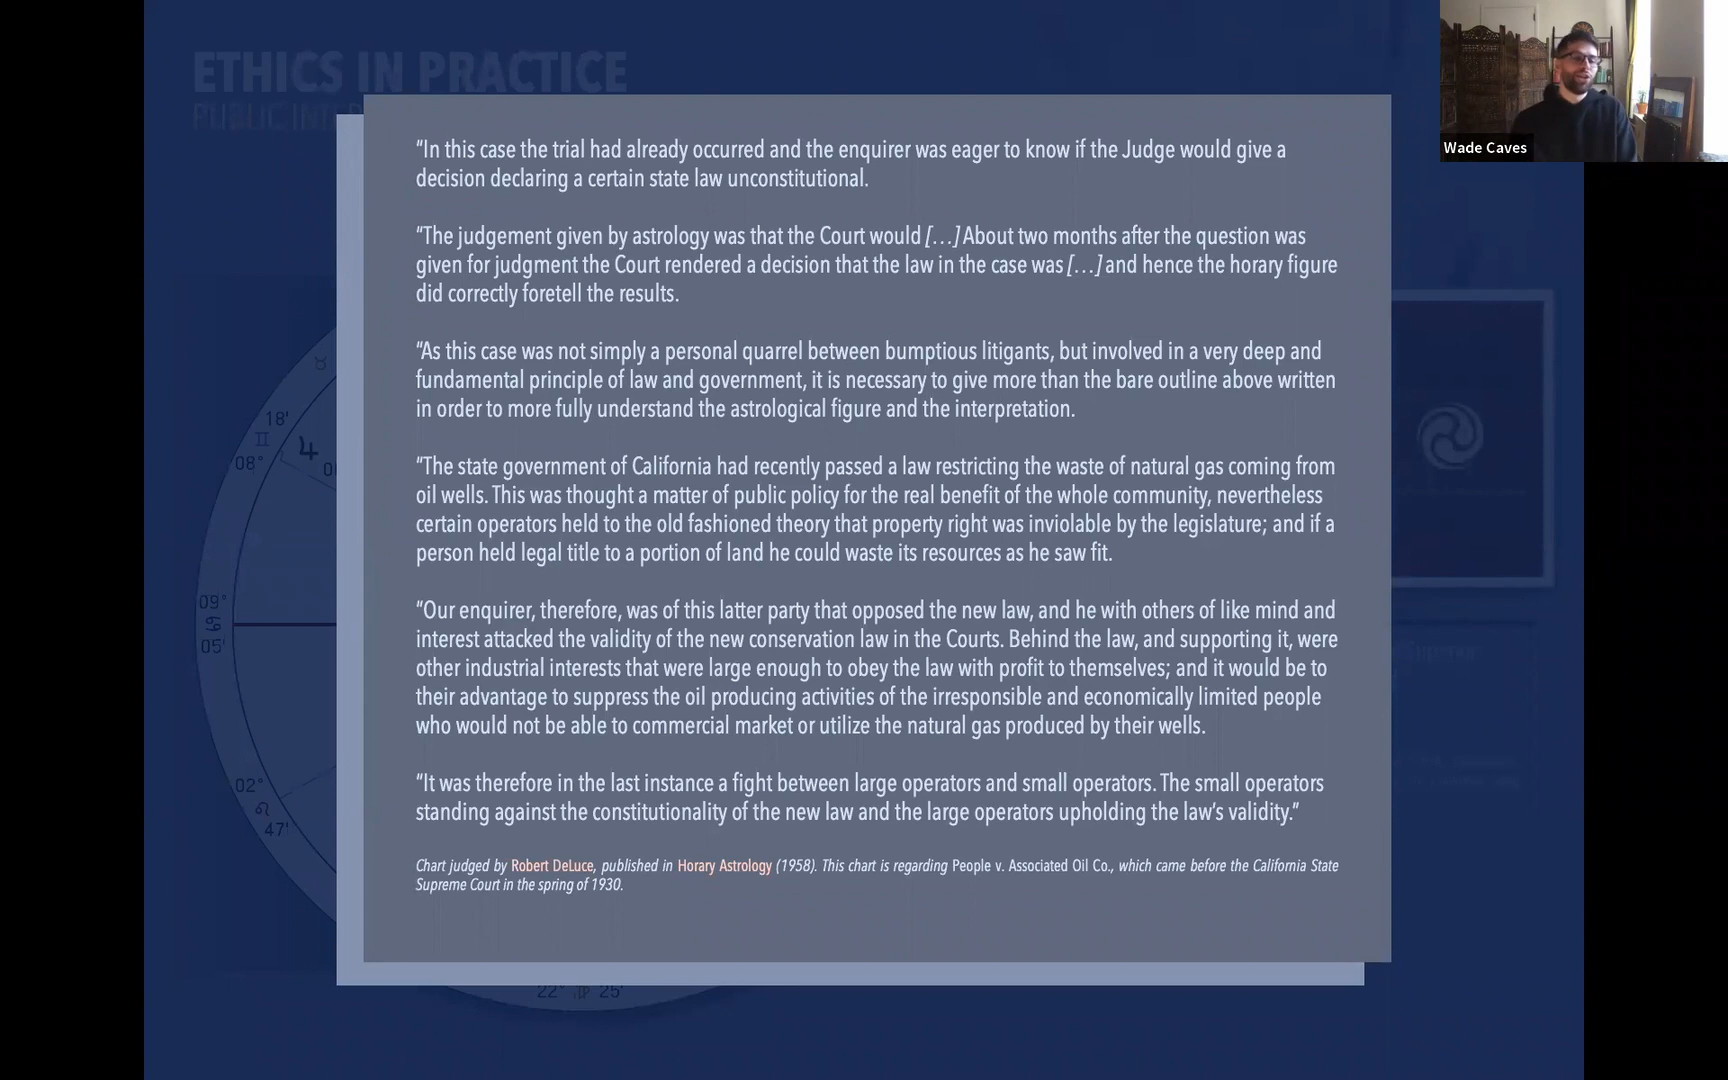 ETHICS IN PRACTICE
PUBLIC INTER
Wade Caves
“In this case the trial had already occurred and the enquirer was eager to know if the Judge would give a
decision declaring a certain state law unconstitutional.
“The judgement given by astrology was that the Court would [...] About two months after the question was
given for judgment the Court rendered a decision that the law in the case was [...] and hence the horary figure
did correctly foretell the results.
“As this case was not simply a personal quarrel between bumptious litigants, but involved in a very deep and
fundamental principle of law and government, it is necessary to give more than the bare outline above written
in order to more fully understand the astrological figure and the interpretation.
“The state government of California had recently passed a law restricting the waste of natural gas coming from
oil wells. This was thought a matter of public policy for the real benefit of the whole community, nevertheless
certain operators held to the old fashioned theory that property right was inviolable by the legislature; and if a
person held legal title to a portion of land he could waste its resources as he saw fit.
“Our enquirer, therefore, was of this latter party that opposed the new law, and he with others of like mind and
interest attacked the validity of the new conservation law in the Courts. Behind the law, and supporting it, were
other industrial interests that were large enough to obey the law with profit to themselves; and it would be to
their advantage to suppress the oil producing activities of the irresponsible and economically limited people
who would not be able to commercial market or utilize the natural gas produced by their wells.
“It was therefore in the last instance a fight between large operators and small operators. The small operators
standing against the constitutionality of the new law and the large operators upholding the law’s validity.”
Chart judged by Robert DeLuce, published in Horary Astrology (1958). This chart is regarding People v. Associated Oil Co., which came before the California State
Supreme Court in the spring of 1930.
♉
18'
♊
08°
♃
09°
♋
05'
02°
♌
47'
22° ♍ 25'